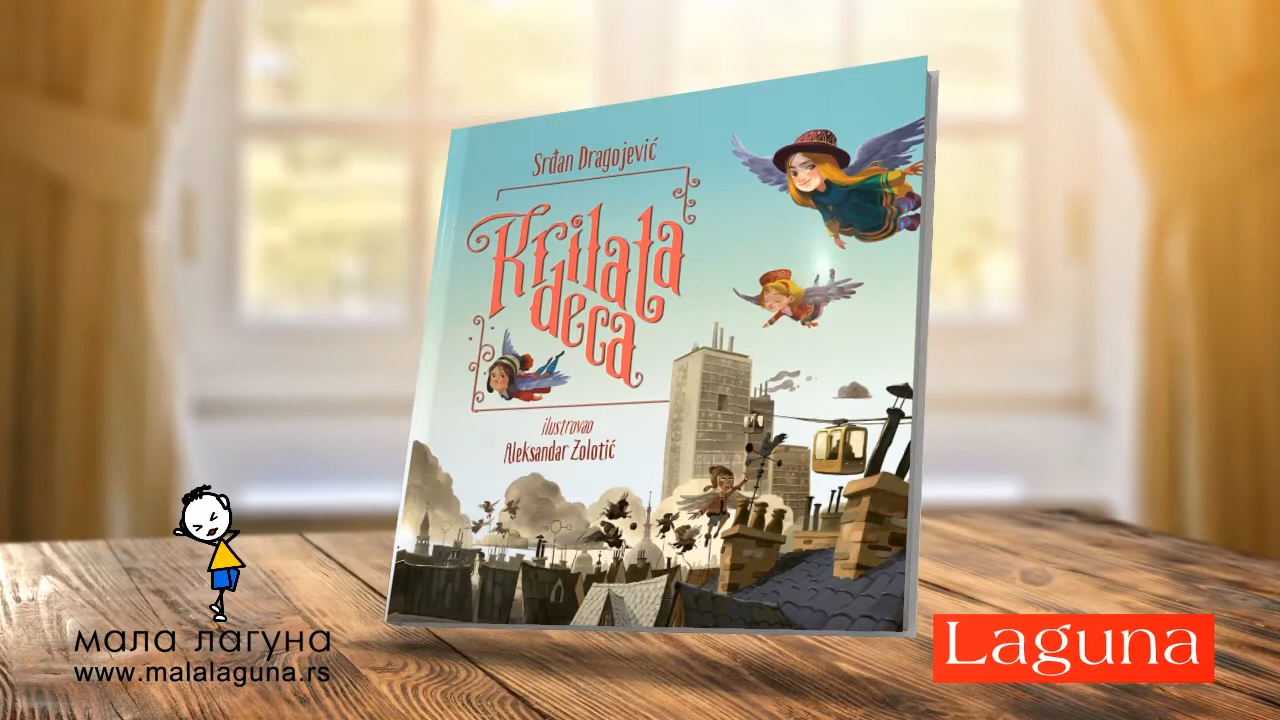 Srđan Dragojević
Krilata
deca
ilustrovao
Aleksandar Zolotić
мала лагуна
www.malalaguna.rs
Laguna